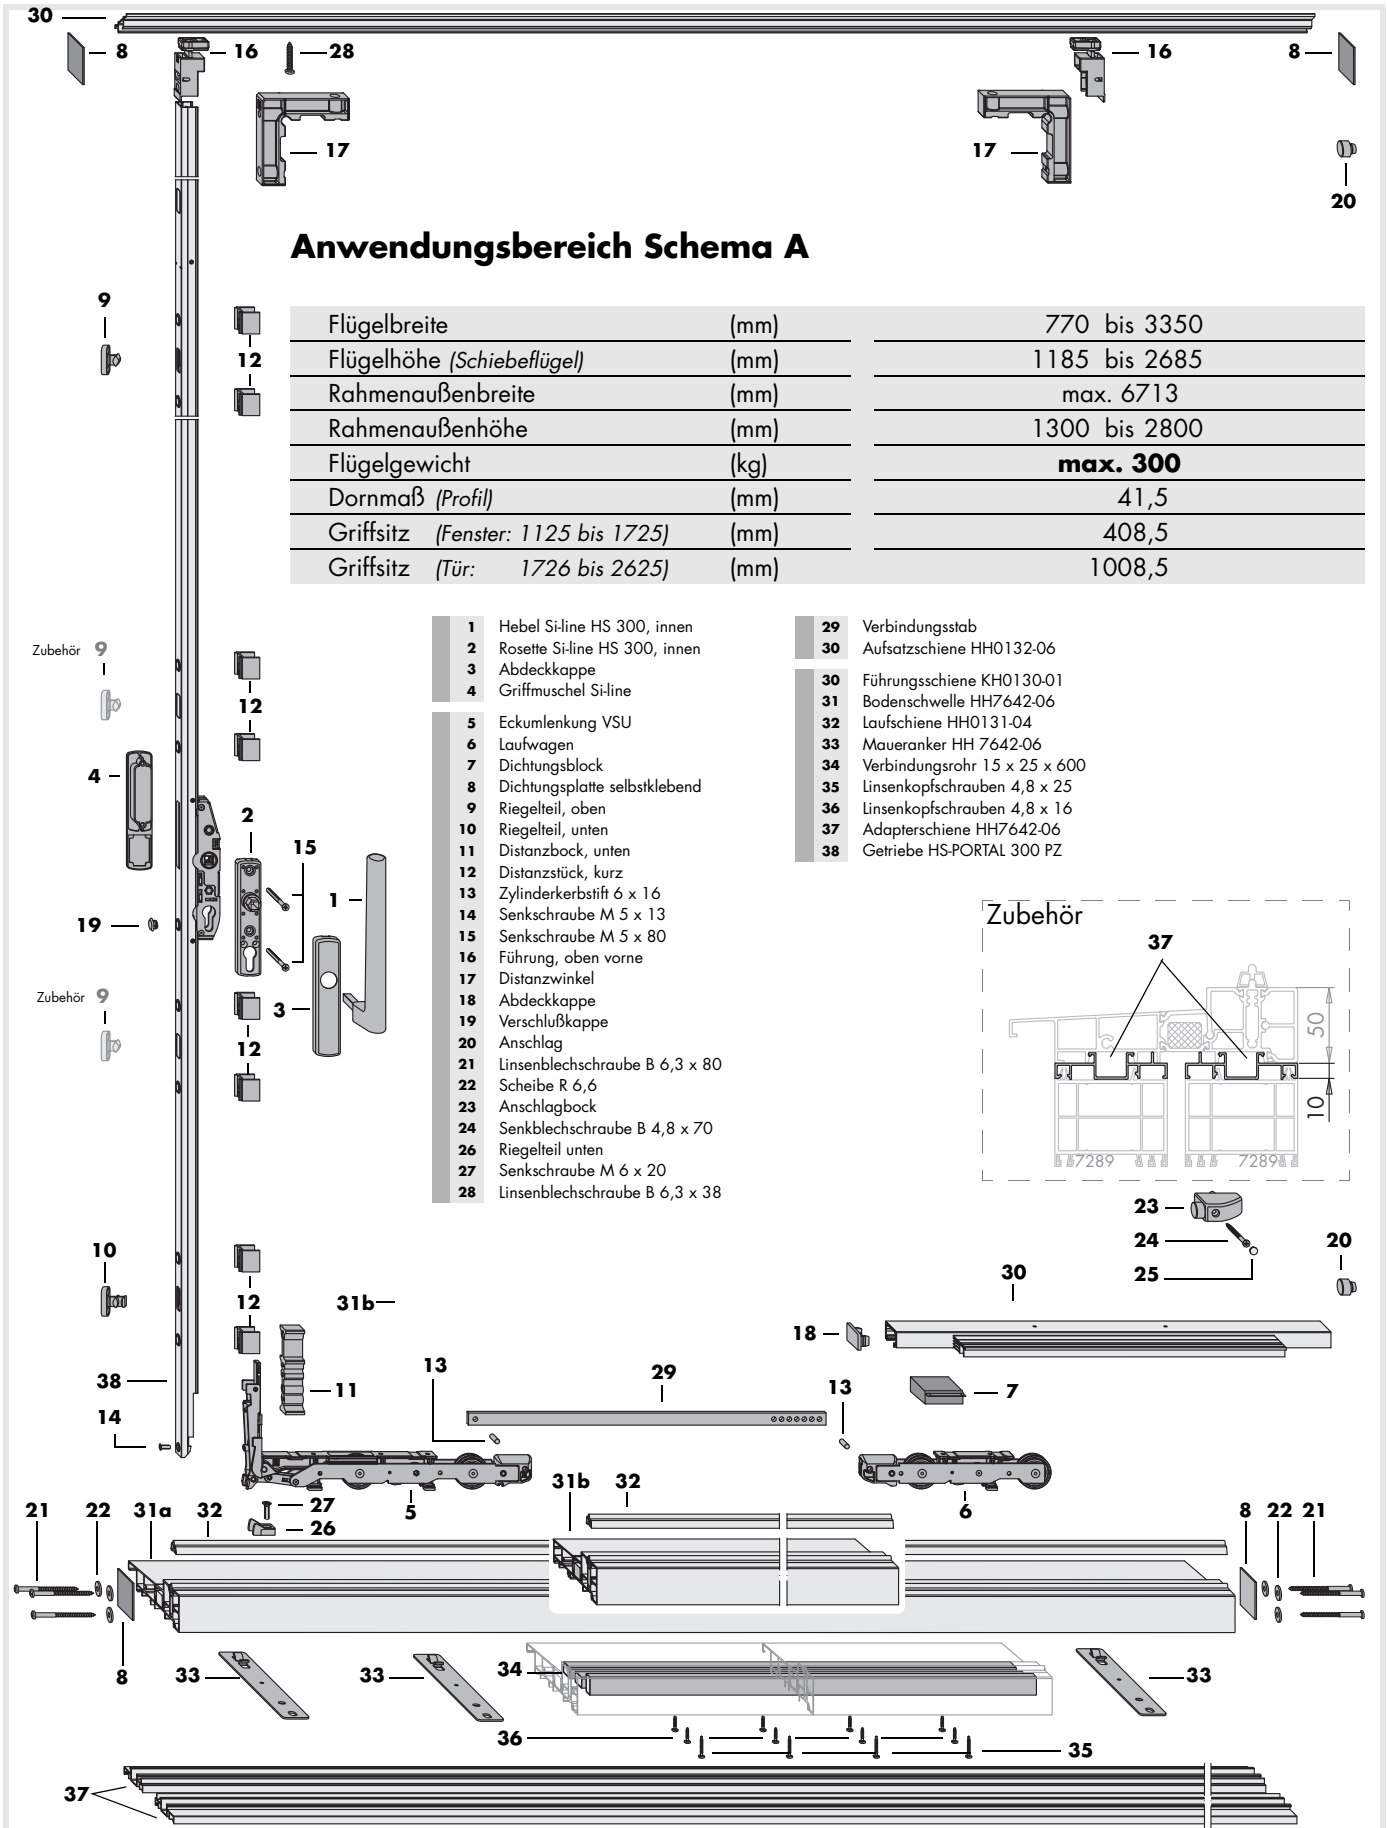 30
8
16
28
16
8
17
17
20
Anwendungsbereich Schema A
Flügelbreite (mm) 770 bis 3350
Flügelhöhe (Schiebeflügel) (mm) 1185 bis 2685
Rahmenaußenbreite (mm) max. 6713
Rahmenaußenhöhe (mm) 1300 bis 2800
Flügelgewicht (kg) max. 300
Dornmaß (Profil) (mm) 41,5
Griffsitz (Fenster: 1125 bis 1725) (mm) 408,5
Griffsitz (Tür: 1726 bis 2625) (mm) 1008,5
9
12
Zubehör 9
12
4
2
15
1
19
3
Zubehör 9
12
1 Hebel Si-line HS 300, innen
2 Rosette Si-line HS 300, innen
3 Abdeckkappe
4 Griffmuschel Si-line
5 Eckumlenkung VSU
6 Laufwagen
7 Dichtungsblock
8 Dichtungsplatte selbstklebend
9 Riegelteil, oben
10 Riegelteil, unten
11 Distanzbock, unten
12 Distanzstück, kurz
13 Zylinderkerbstift 6 x 16
14 Senkschraube M 5 x 13
15 Senkschraube M 5 x 80
16 Führung, oben vorne
17 Distanzwinkel
18 Abdeckkappe
19 Verschlußkappe
20 Anschlag
21 Linsenblechschraube B 6,3 x 80
22 Scheibe R 6,6
23 Anschlagbock
24 Senkblechschraube B 4,8 x 70
26 Riegelteil unten
27 Senkschraube M 6 x 20
28 Linsenblechschraube B 6,3 x 38
29 Verbindungsstab
30 Aufsatzschiene HH0132-06
30 Führungsschiene KH0130-01
31 Bodenschwelle HH7642-06
32 Laufschiene HH0131-04
33 Maueranker HH 7642-06
34 Verbindungsrohr 15 x 25 x 600
35 Linsenkopfschrauben 4,8 x 25
36 Linsenkopfschrauben 4,8 x 16
37 Adapterschiene HH7642-06
38 Getriebe HS-PORTAL 300 PZ
Zubehör
37
50
10
7289
7289
23
24
25
20
10
12
31b
30
18
38
11
13
29
13
7
14
5
31b
32
6
27
26
21
22
31a
32
8
22
21
8
33
33
34
33
36
35
37